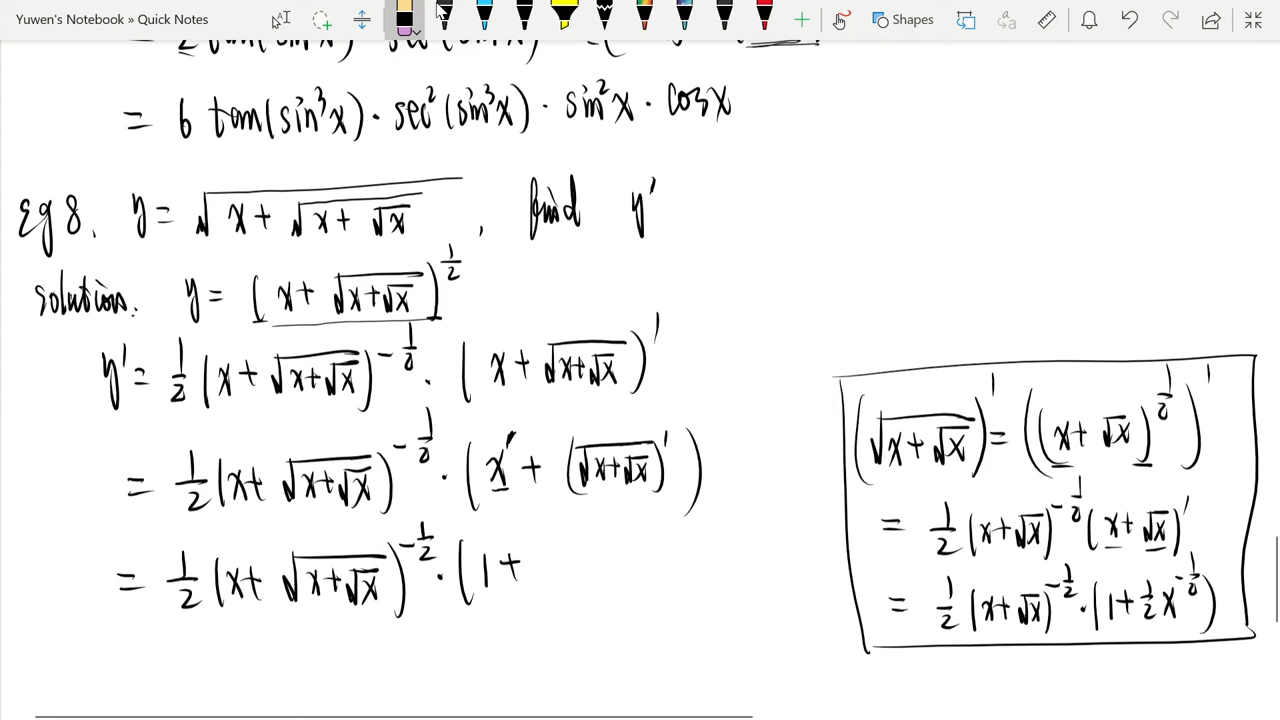 Yuwen's Notebook » Quick Notes
Shapes
= 6 tan(sin³x) · sec²(sin³x) · sin²x · cosx
Eg 8. y = √(x + √(x + √x)), find y'
solution. y = (x + √(x+√x))^(1/2)
y' = 1/2 (x + √(x+√x))^(-1/2) · (x + √(x+√x))'
= 1/2 (x + √(x+√x))^(-1/2) · (x' + (√(x+√x))')
= 1/2 (x + √(x+√x))^(-1/2) · (1 +
(√(x+√x))' = ((x + √x)^(1/2))'
= 1/2 (x+√x)^(-1/2) (x + √x)'
= 1/2 (x+√x)^(-1/2) · (1 + 1/2 x^(-1/2))